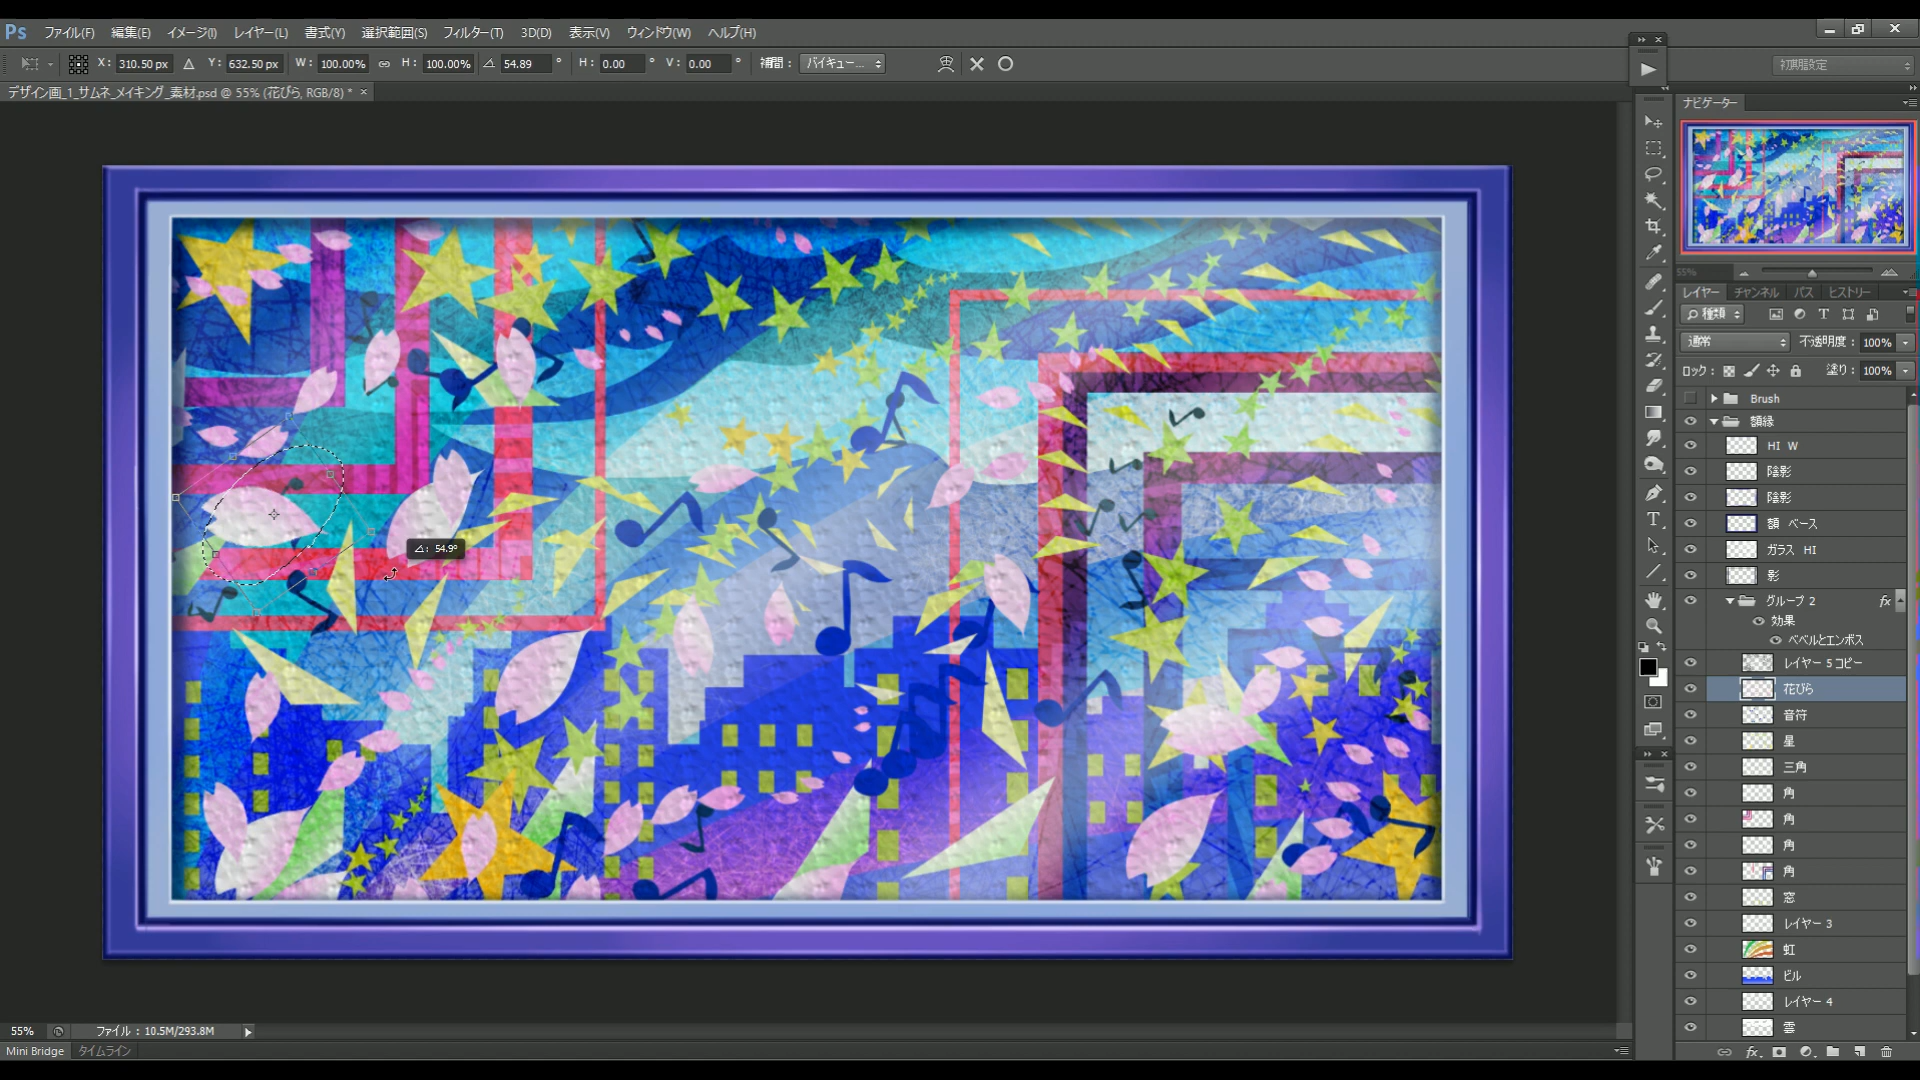 Ps ファイル(F) 編集(E) イメージ(I) レイヤー(L) 書式(Y) 選択範囲(S) フィルター(T) 3D(D) 表示(V) ウィンドウ(W) ヘルプ(H)
X: 310.50 px Y: 632.50 px W: 100.00% H: 100.00% 54.89 ° H: 0.00 ° V: 0.00 ° 補間: バイキュー...
初期設定
デザイン画_1_サムネ_メイキング_素材.psd @ 55% (花びら, RGB/8) * ×
ナビゲーター
55%
レイヤー チャンネル パス ヒストリー
種類
通常 不透明度: 100%
ロック: 塗り: 100%
Brush
額縁
HI W
陰影
陰影
額 ベース
ガラス HI
影
グループ 2 fx
効果
ベベルとエンボス
レイヤー 5 コピー
花びら
音符
星
三角
角
角
角
角
窓
レイヤー 3
虹
ビル
レイヤー 4
雲
⊿: 54.9°
55% ファイル: 10.5M/293.8M
Mini Bridge タイムライン